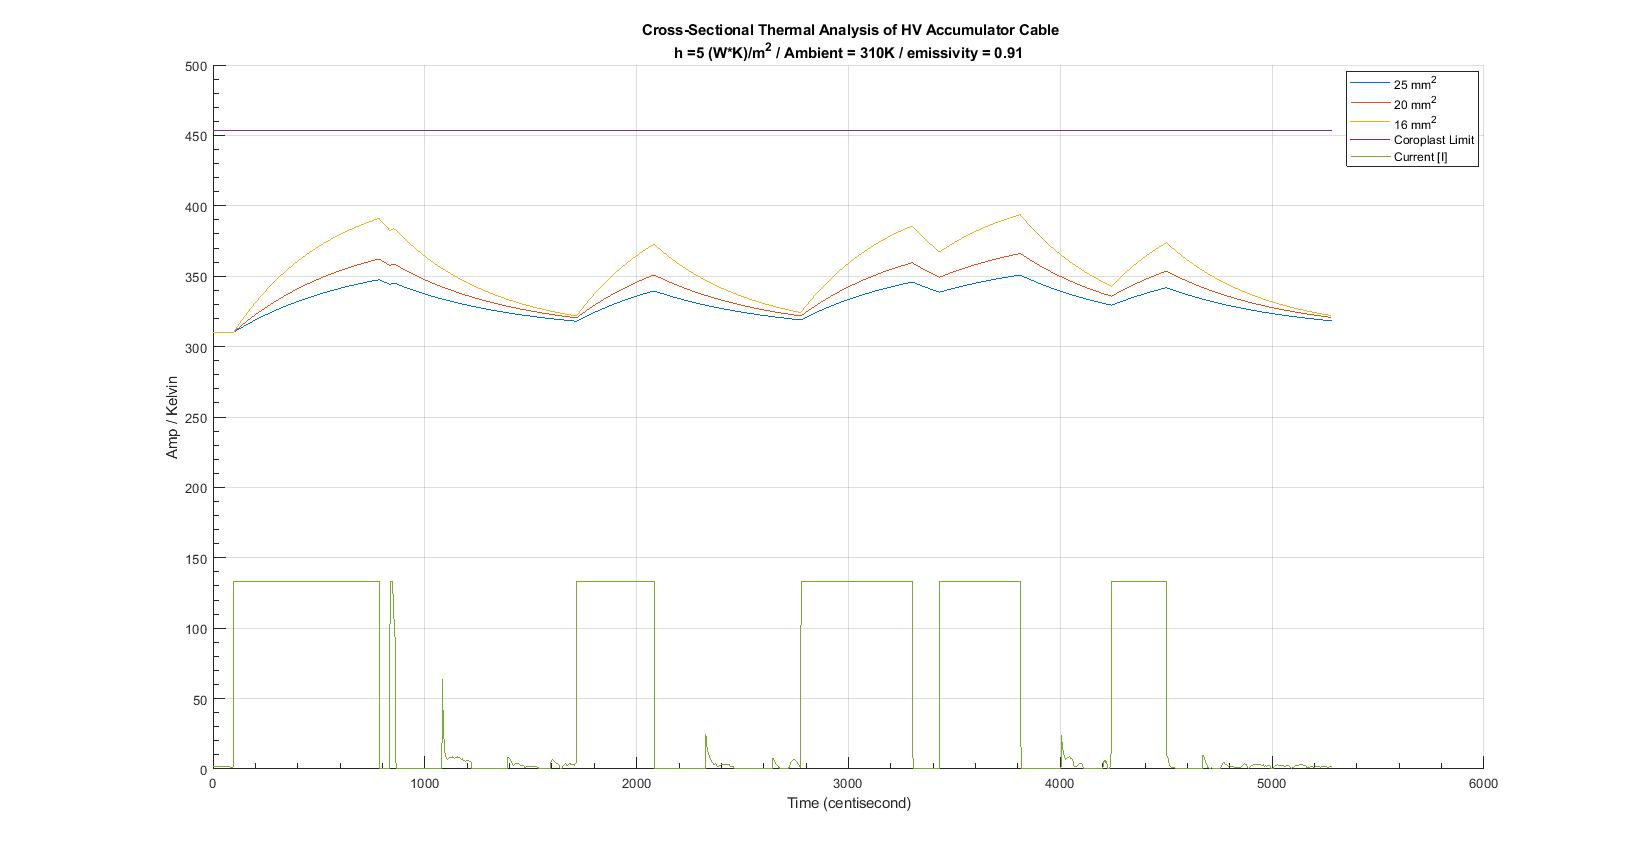 Cross-Sectional Thermal Analysis of HV Accumulator Cable
h =5 (W*K)/m² / Ambient = 310K / emissivity = 0.91
25 mm²
20 mm²
16 mm²
Coroplast Limit
Current [I]
Amp / Kelvin
500
450
400
350
300
250
200
150
100
50
0
0 1000 2000 3000 4000 5000 6000
Time (centisecond)